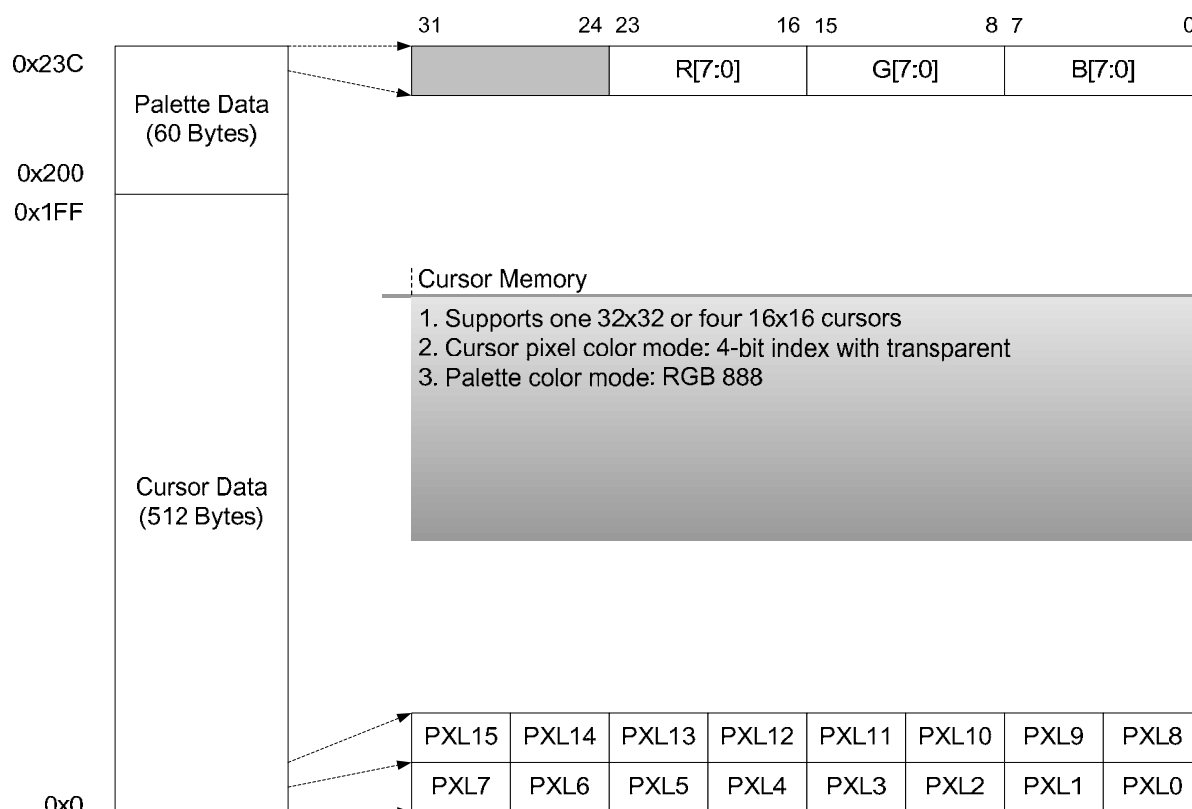 31 24 23 16 15 8 7 0
0x23C
R[7:0] G[7:0] B[7:0]
Palette Data
(60 Bytes)
0x200
0x1FF
Cursor Memory
1. Supports one 32x32 or four 16x16 cursors
2. Cursor pixel color mode: 4-bit index with transparent
3. Palette color mode: RGB 888
Cursor Data
(512 Bytes)
PXL15 PXL14 PXL13 PXL12 PXL11 PXL10 PXL9 PXL8
PXL7 PXL6 PXL5 PXL4 PXL3 PXL2 PXL1 PXL0
0x0